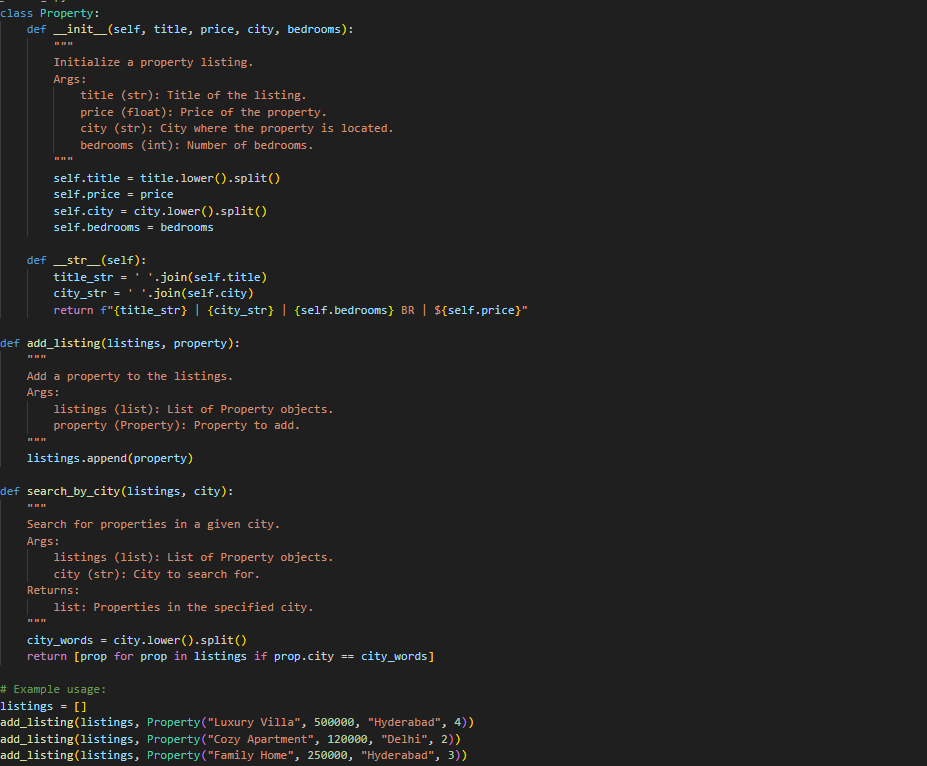 class Property:
    def __init__(self, title, price, city, bedrooms):
        """
        Initialize a property listing.
        Args:
            title (str): Title of the listing.
            price (float): Price of the property.
            city (str): City where the property is located.
            bedrooms (int): Number of bedrooms.
        """
        self.title = title.lower().split()
        self.price = price
        self.city = city.lower().split()
        self.bedrooms = bedrooms

    def __str__(self):
        title_str = ' '.join(self.title)
        city_str = ' '.join(self.city)
        return f"{title_str} | {city_str} | {self.bedrooms} BR | ${self.price}"

def add_listing(listings, property):
    """
    Add a property to the listings.
    Args:
        listings (list): List of Property objects.
        property (Property): Property to add.
    """
    listings.append(property)

def search_by_city(listings, city):
    """
    Search for properties in a given city.
    Args:
        listings (list): List of Property objects.
        city (str): City to search for.
    Returns:
        list: Properties in the specified city.
    """
    city_words = city.lower().split()
    return [prop for prop in listings if prop.city == city_words]

# Example usage:
listings = []
add_listing(listings, Property("Luxury Villa", 500000, "Hyderabad", 4))
add_listing(listings, Property("Cozy Apartment", 120000, "Delhi", 2))
add_listing(listings, Property("Family Home", 250000, "Hyderabad", 3))